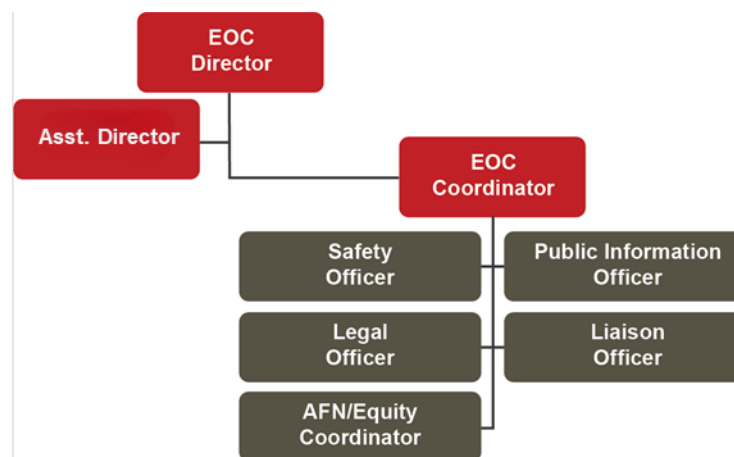 EOC
Director
Asst. Director
EOC
Coordinator
Safety
Officer
Public Information
Officer
Legal
Officer
Liaison
Officer
AFN/Equity
Coordinator